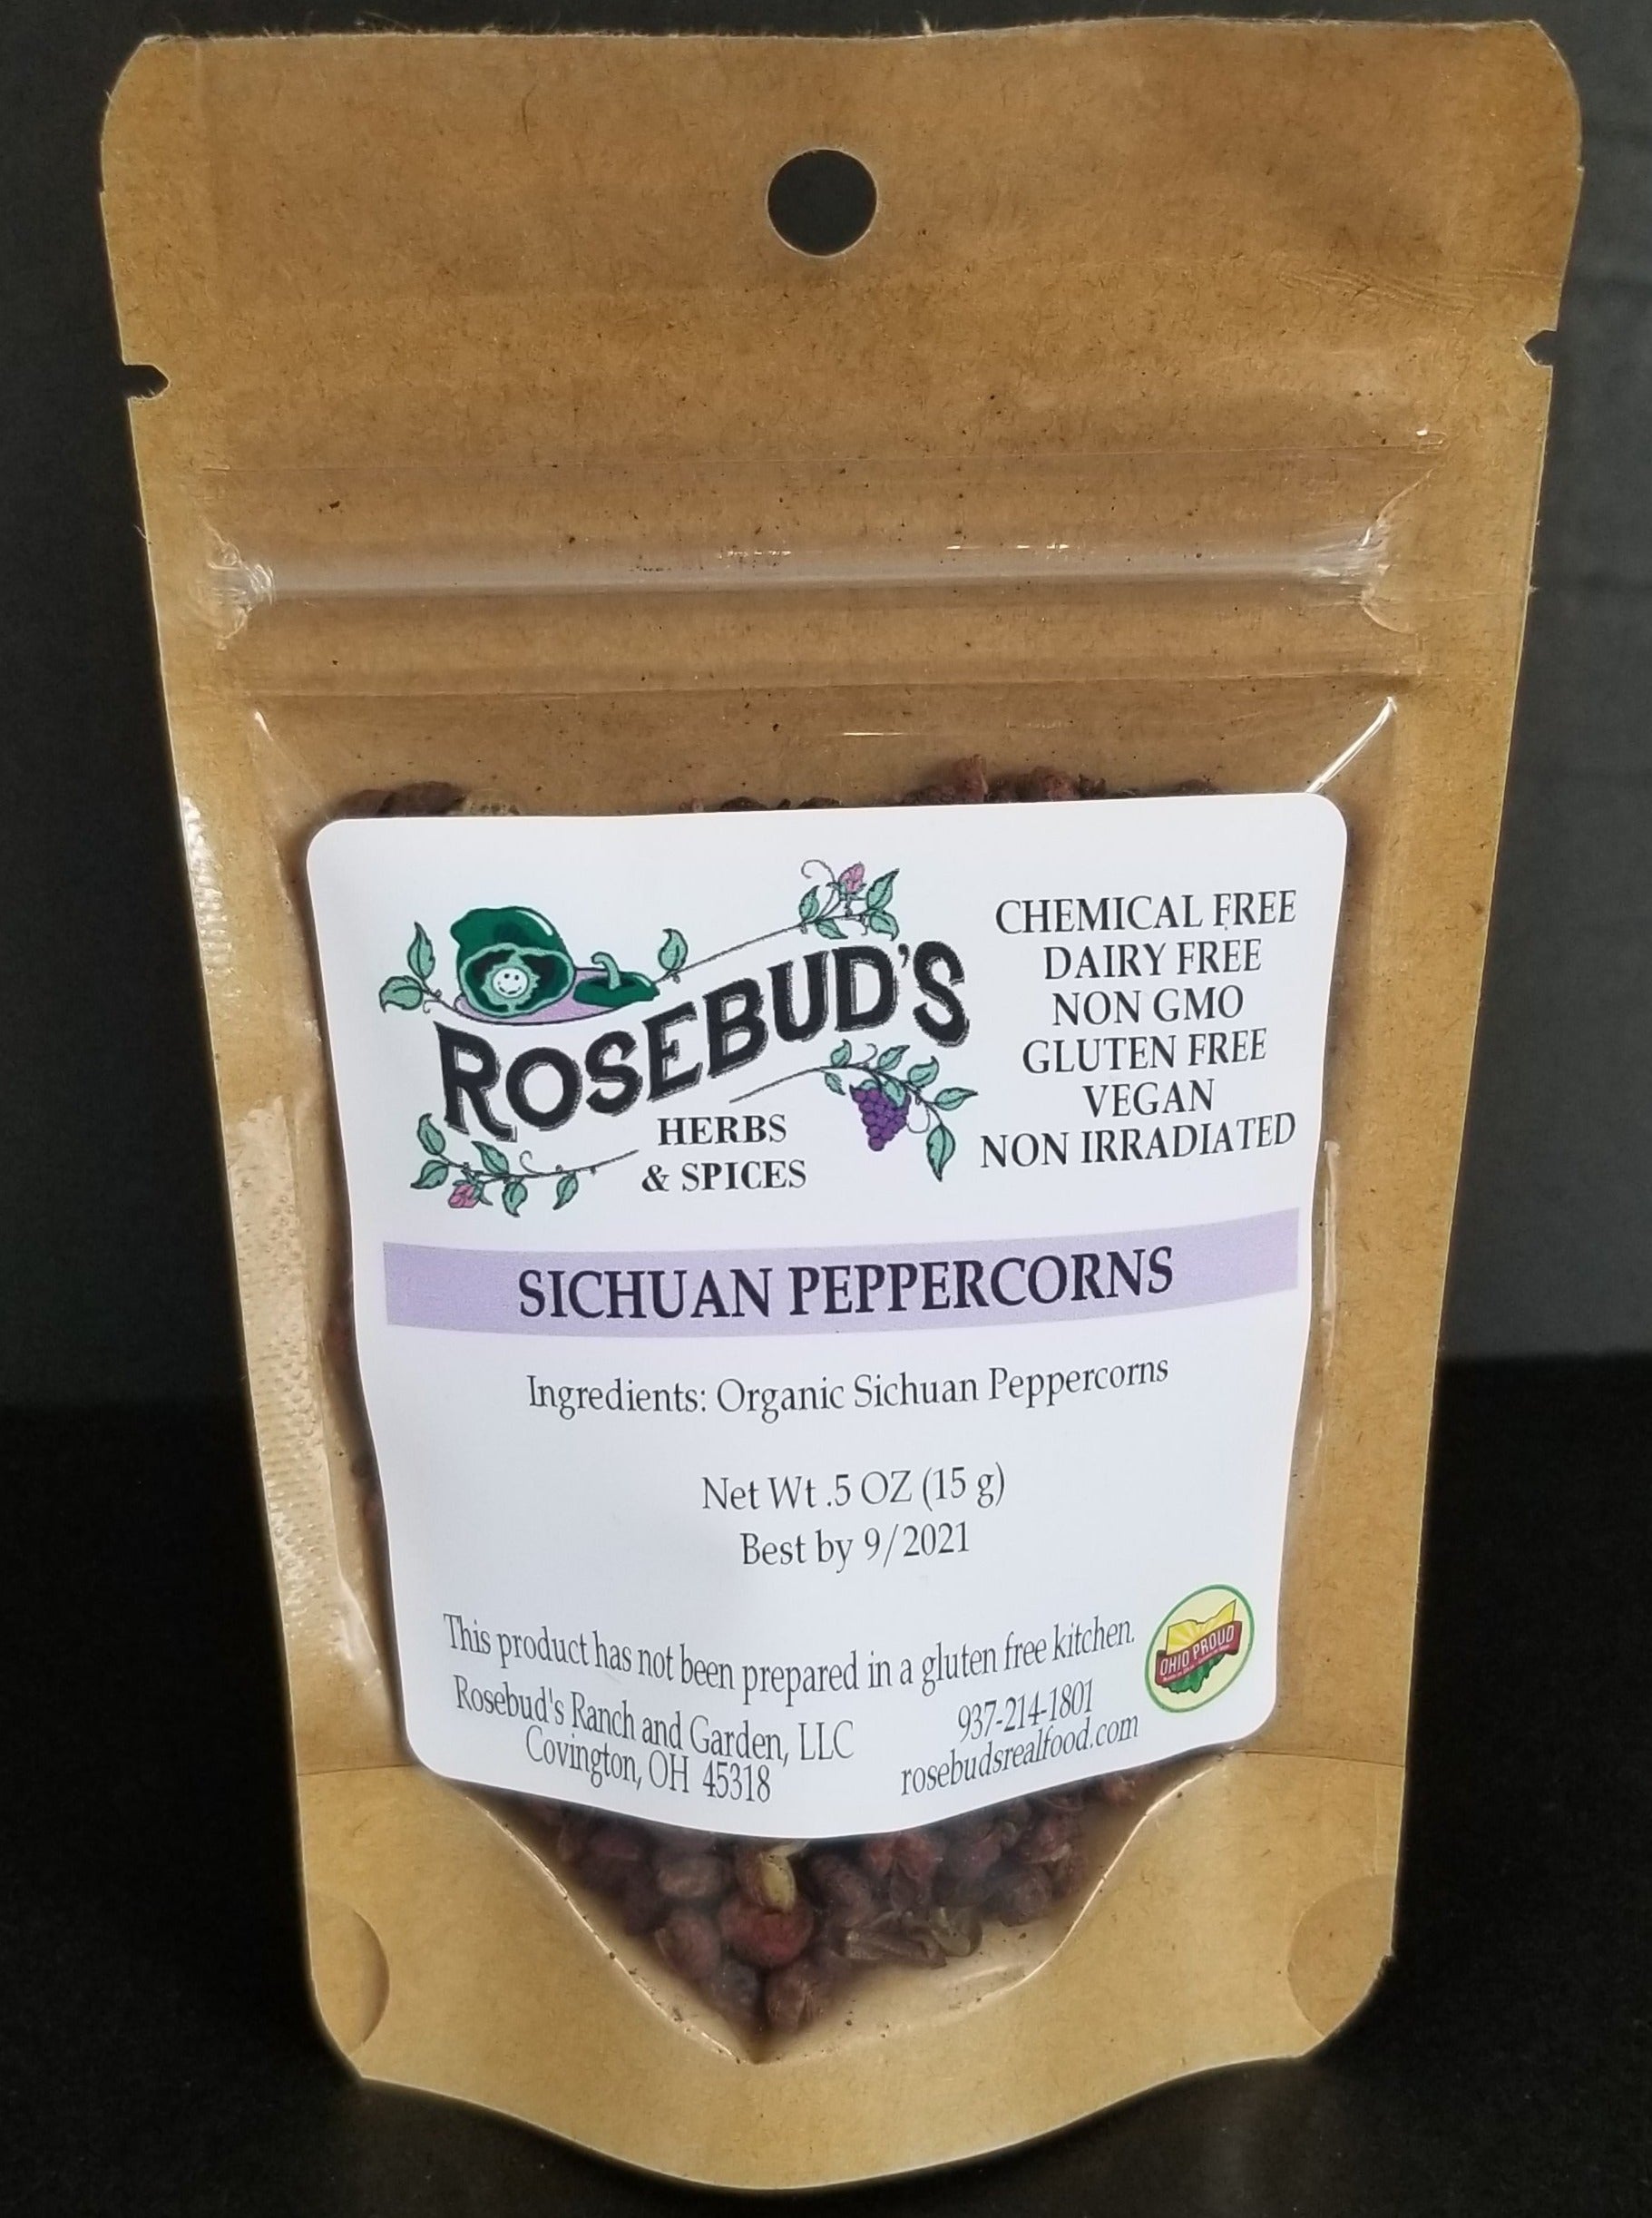 ROSEBUD'S
HERBS
& SPICES
CHEMICAL FREE
DAIRY FREE
NON GMO
GLUTEN FREE
VEGAN
NON IRRADIATED
SICHUAN PEPPERCORNS
Ingredients: Organic Sichuan Peppercorns
Net Wt .5 OZ (15 g)
Best by 9/2021
This product has not been prepared in a gluten free kitchen.
Rosebud's Ranch and Garden, LLC
Covington, OH 45318
937-214-1801
rosebudsrealfood.com
OHIO PROUD